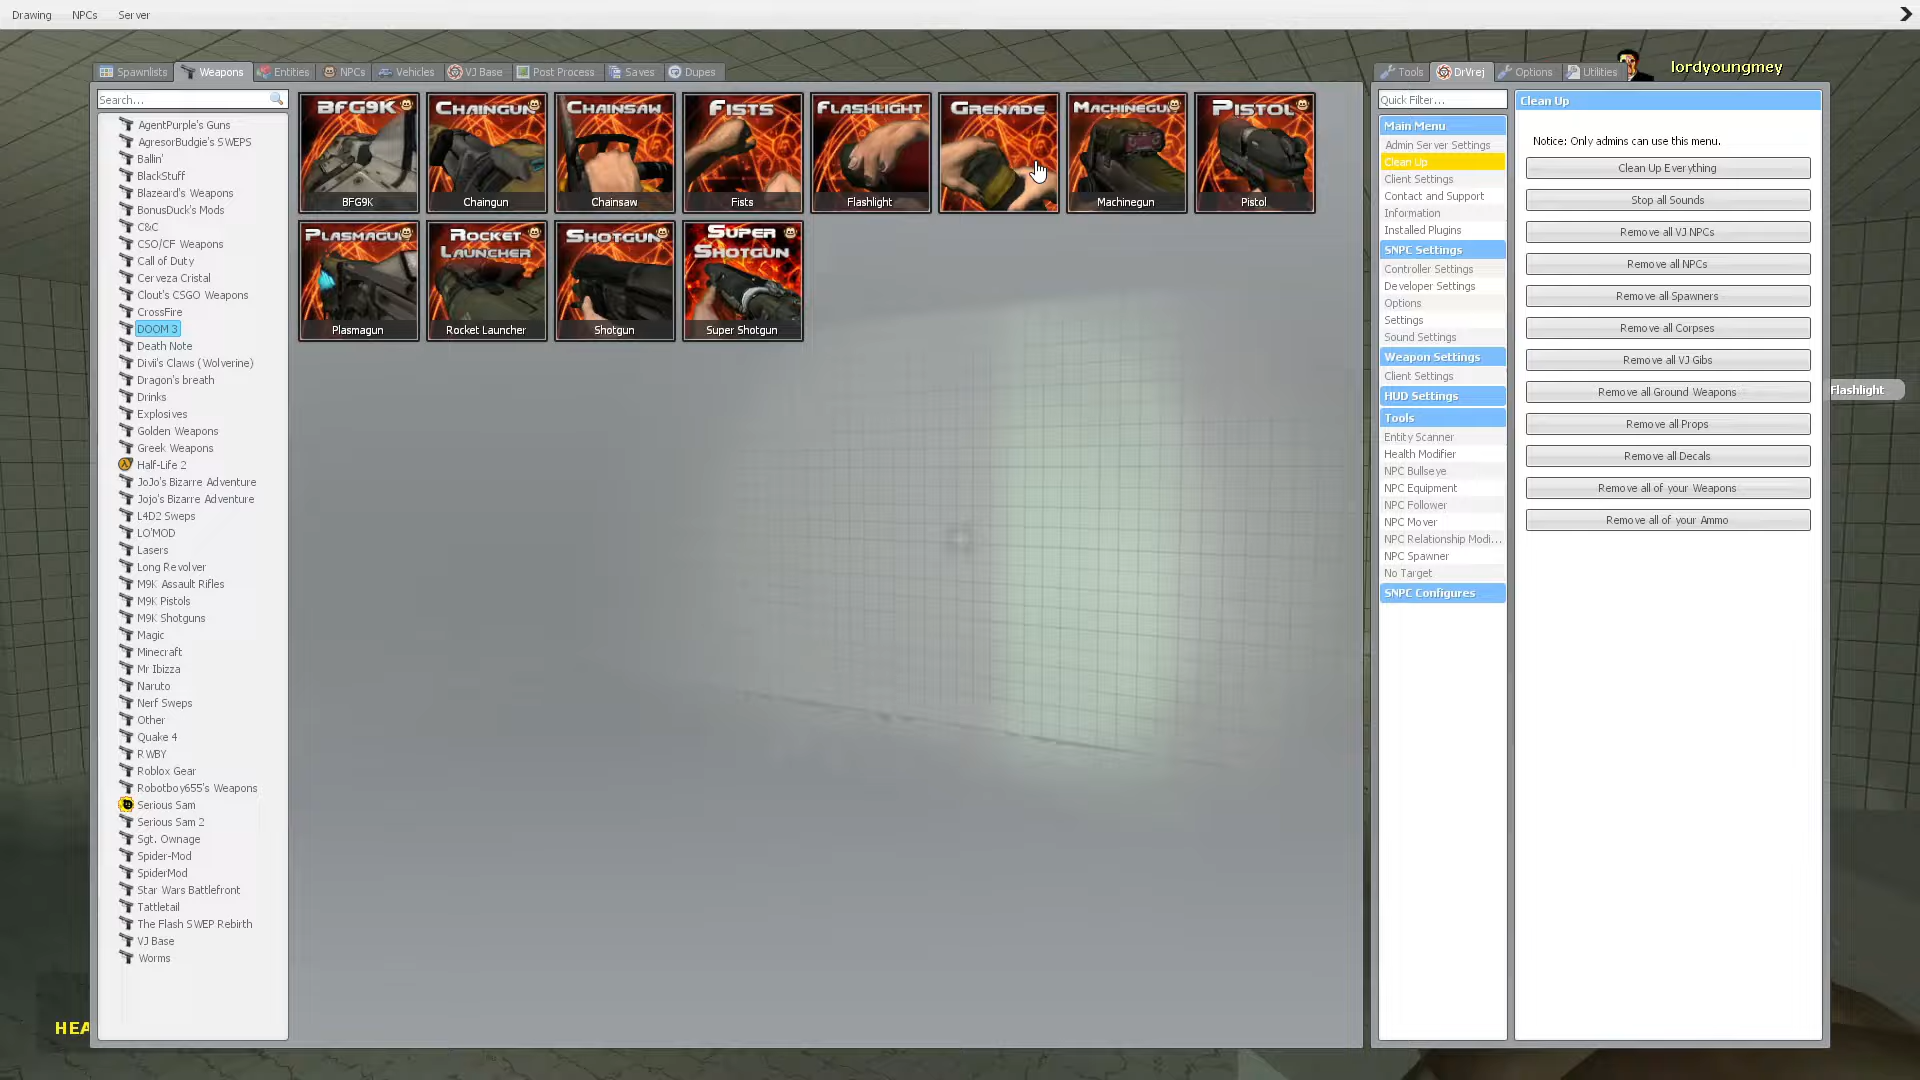 Drawing NPCs Server
Spawnlists Weapons Entities NPCs Vehicles VJ Base Post Process Saves Dupes
Search...
AgentPurple's Guns
AgresorBudgie's SWEPS
Ballin'
BlackStuff
Blazeard's Weapons
BonusDuck's Mods
C&C
CSO/CF Weapons
Call of Duty
Cerveza Cristal
Clout's CSGO Weapons
CrossFire
DOOM 3
Death Note
Divii's Claws (Wolverine)
Dragon's breath
Drinks
Explosives
Golden Weapons
Greek Weapons
Half-Life 2
JoJo's Bizarre Adventure
Jojo's Bizarre Adventure
L4D2 Sweps
LO'MOD
Lasers
Long Revolver
M9K Assault Rifles
M9K Pistols
M9K Shotguns
Magic
Minecraft
Mr Ibizza
Naruto
Nerf Sweps
Other
Quake 4
RWBY
Roblox Gear
Robotboy655's Weapons
Serious Sam
Serious Sam 2
Sgt. Ownage
Spider-Mod
SpiderMod
Star Wars Battlefront
Tattletail
The Flash SWEP Rebirth
VJ Base
Worms
BFG9K CHAINGUN CHAINSAW FISTS FLASHLIGHT GRENADE MACHINEGUN PISTOL
BFG9K Chaingun Chainsaw Fists Flashlight Machinegun Pistol
PLASMAGUN ROCKET LAUNCHER SHOTGUN SUPER SHOTGUN
Plasmagun Rocket Launcher Shotgun Super Shotgun
Tools DrVrej Options Utilities
lordyoungmey
Quick Filter...
Main Menu
Admin Server Settings
Clean Up
Client Settings
Contact and Support
Information
Installed Plugins
SNPC Settings
Controller Settings
Developer Settings
Options
Settings
Sound Settings
Weapon Settings
Client Settings
HUD Settings
Tools
Entity Scanner
Health Modifier
NPC Bullseye
NPC Equipment
NPC Follower
NPC Mover
NPC Relationship Modi...
NPC Spawner
No Target
SNPC Configures
Clean Up
Notice: Only admins can use this menu.
Clean Up Everything
Stop all Sounds
Remove all VJ NPCs
Remove all NPCs
Remove all Spawners
Remove all Corpses
Remove all VJ Gibs
Remove all Ground Weapons
Remove all Props
Remove all Decals
Remove all of your Weapons
Remove all of your Ammo
Flashlight
HEA